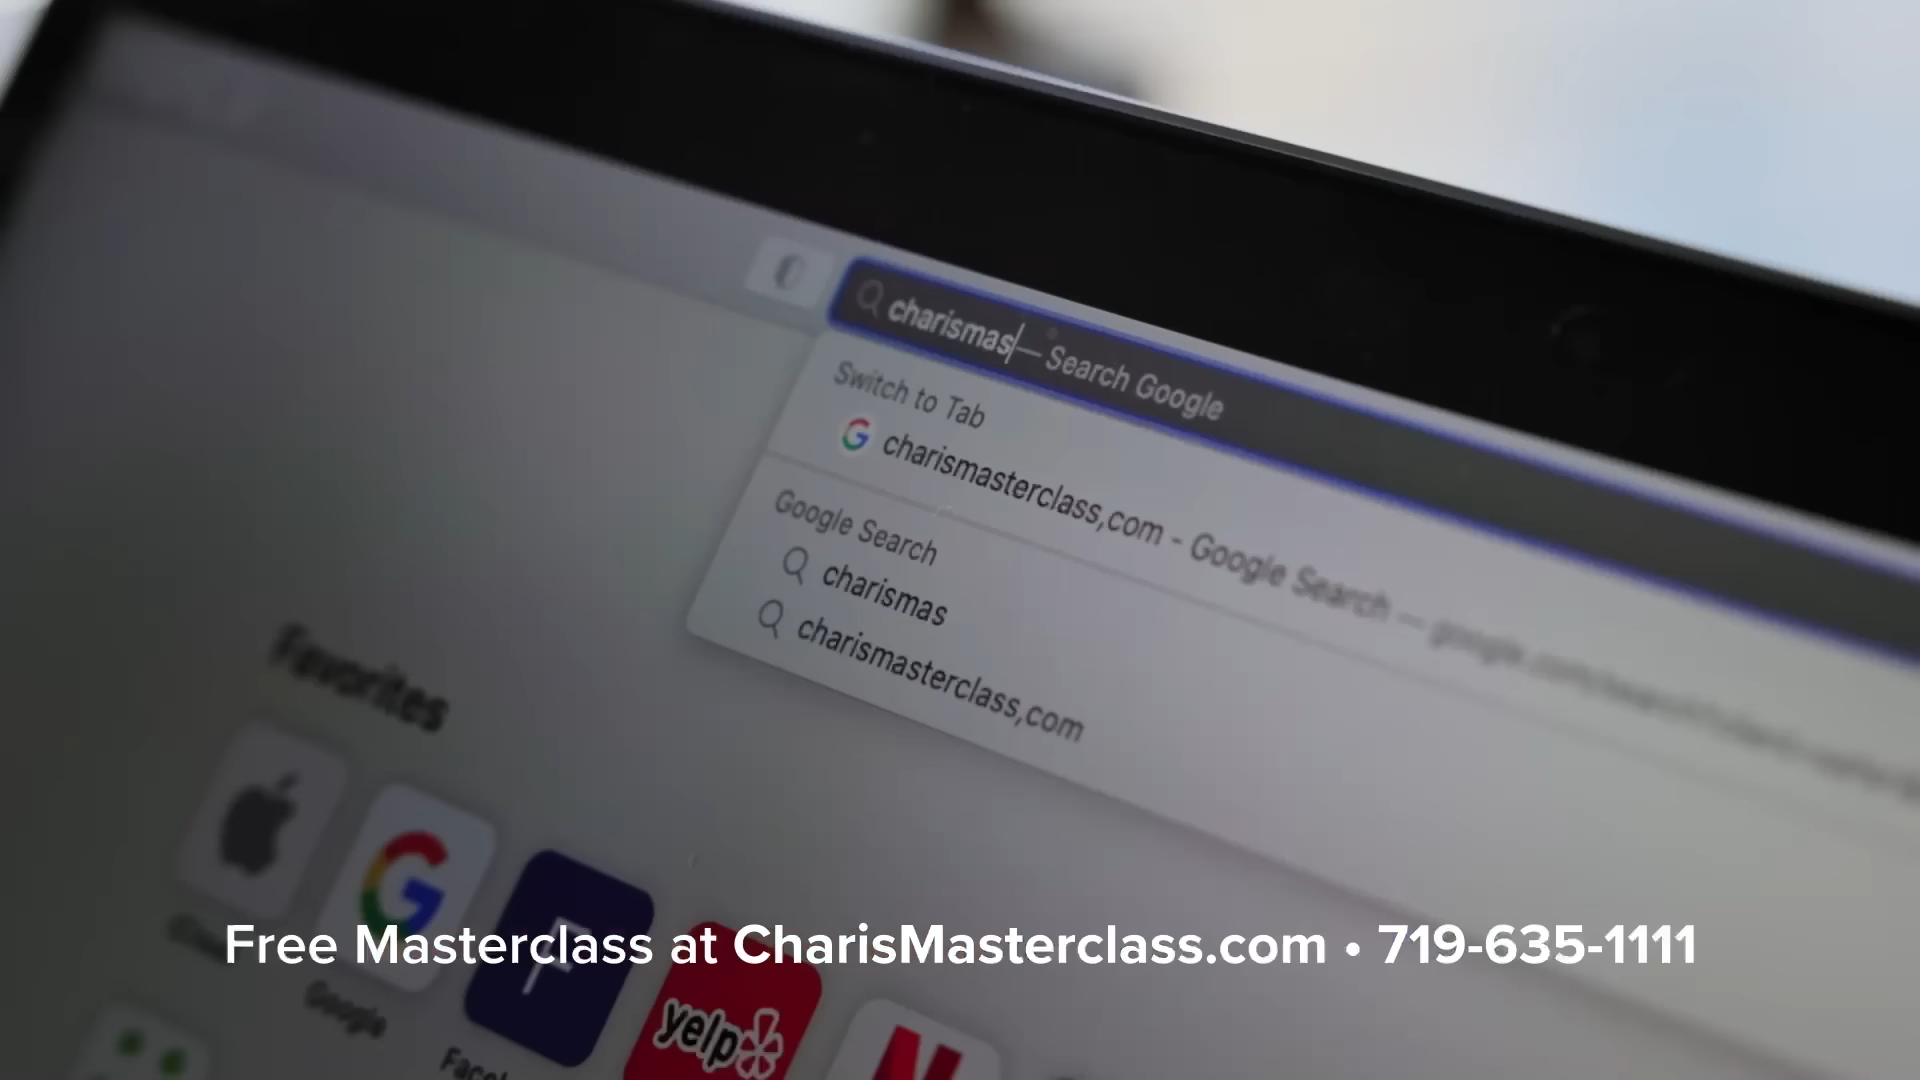 charismas — Search Google
Switch to Tab
charismasterclass,com - Google Search —
Google Search
charismas
charismasterclass,com
Favorites
Google
yelp
Free Masterclass at CharisMasterclass.com • 719-635-1111